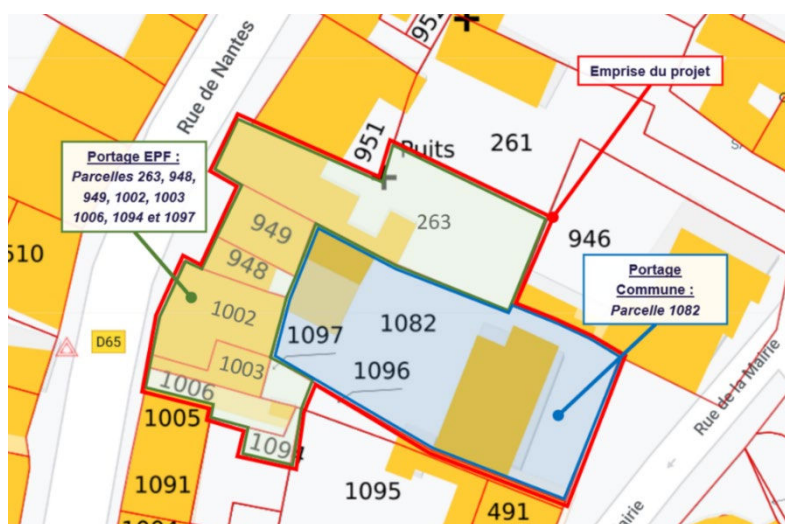 952
Rue de Nantes
Emprise du projet
951
Puits
261
Portage EPF :
Parcelles 263, 948,
949, 1002, 1003
1006, 1094 et 1097
263
949
946
510
948
Portage
Commune :
Parcelle 1082
1002
1082
1097
D65
1003
1096
1006
Rue de la Mairie
1005
1094
1091
1095
491